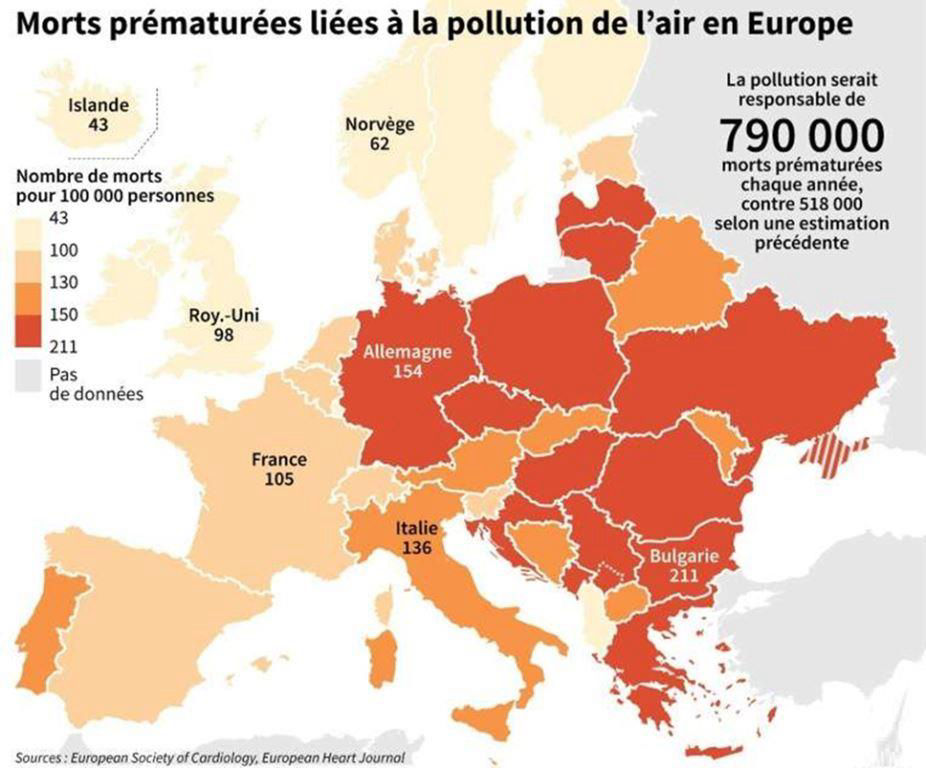 Morts prématurées liées à la pollution de l'air en Europe
La pollution serait
responsable de
790 000
morts prématurées
chaque année,
contre 518 000
selon une estimation
précédente
Islande
43
Norvège
62
Nombre de morts
pour 100 000 personnes
43
100
130
150
211
Pas
de données
Roy.-Uni
98
Allemagne
154
France
105
Italie
136
Bulgarie
211
Sources : European Society of Cardiology, European Heart Journal